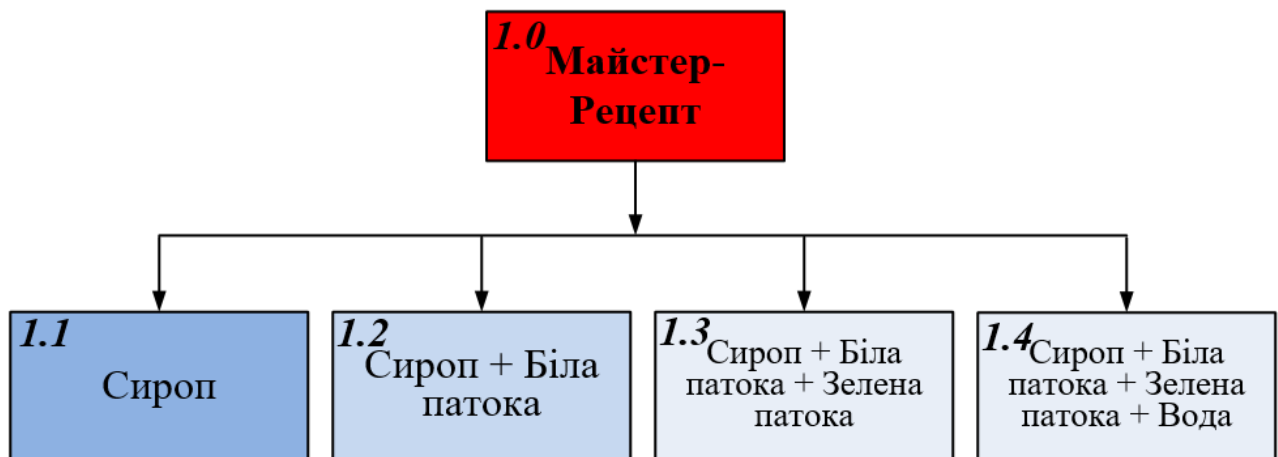 1.0
Майстер-
Рецепт
1.1
Сироп
1.2
Сироп + Біла
патока
1.3
Сироп + Біла
патока + Зелена
патока
1.4
Сироп + Біла
патока + Зелена
патока + Вода